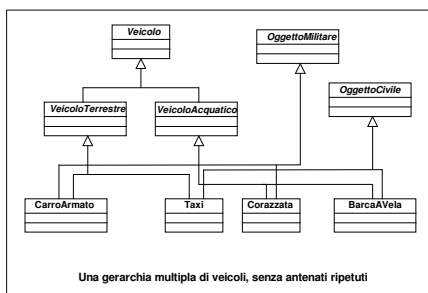 Veicolo
OggettoMilitare
OggettoCivile
VeicoloTerrestre
VeicoloAcquatico
CarroArmato
Taxi
Corazzata
BarcaAVela
Una gerarchia multipla di veicoli, senza antenati ripetuti